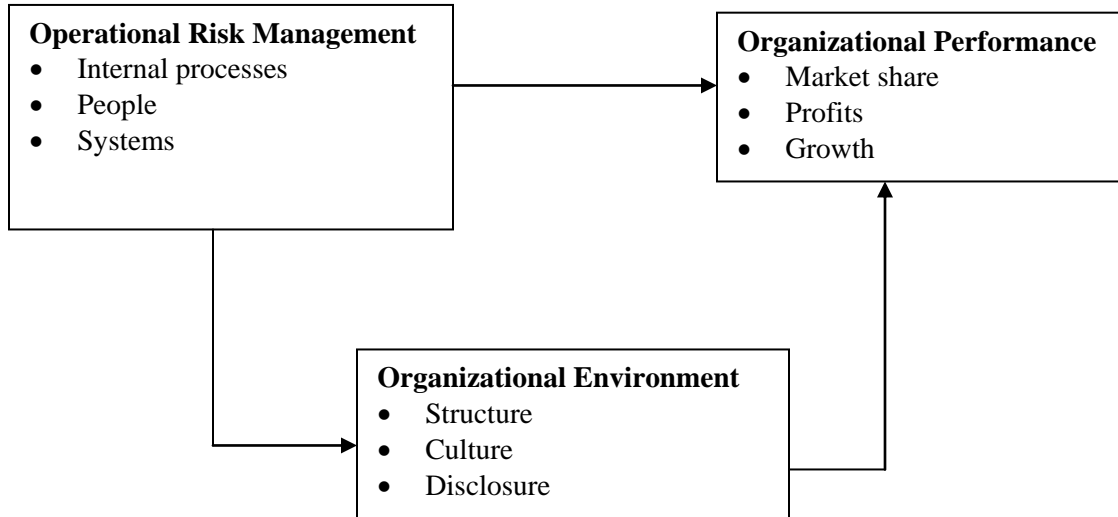 Operational Risk Management
• Internal processes
• People
• Systems
Organizational Performance
• Market share
• Profits
• Growth
Organizational Environment
• Structure
• Culture
• Disclosure